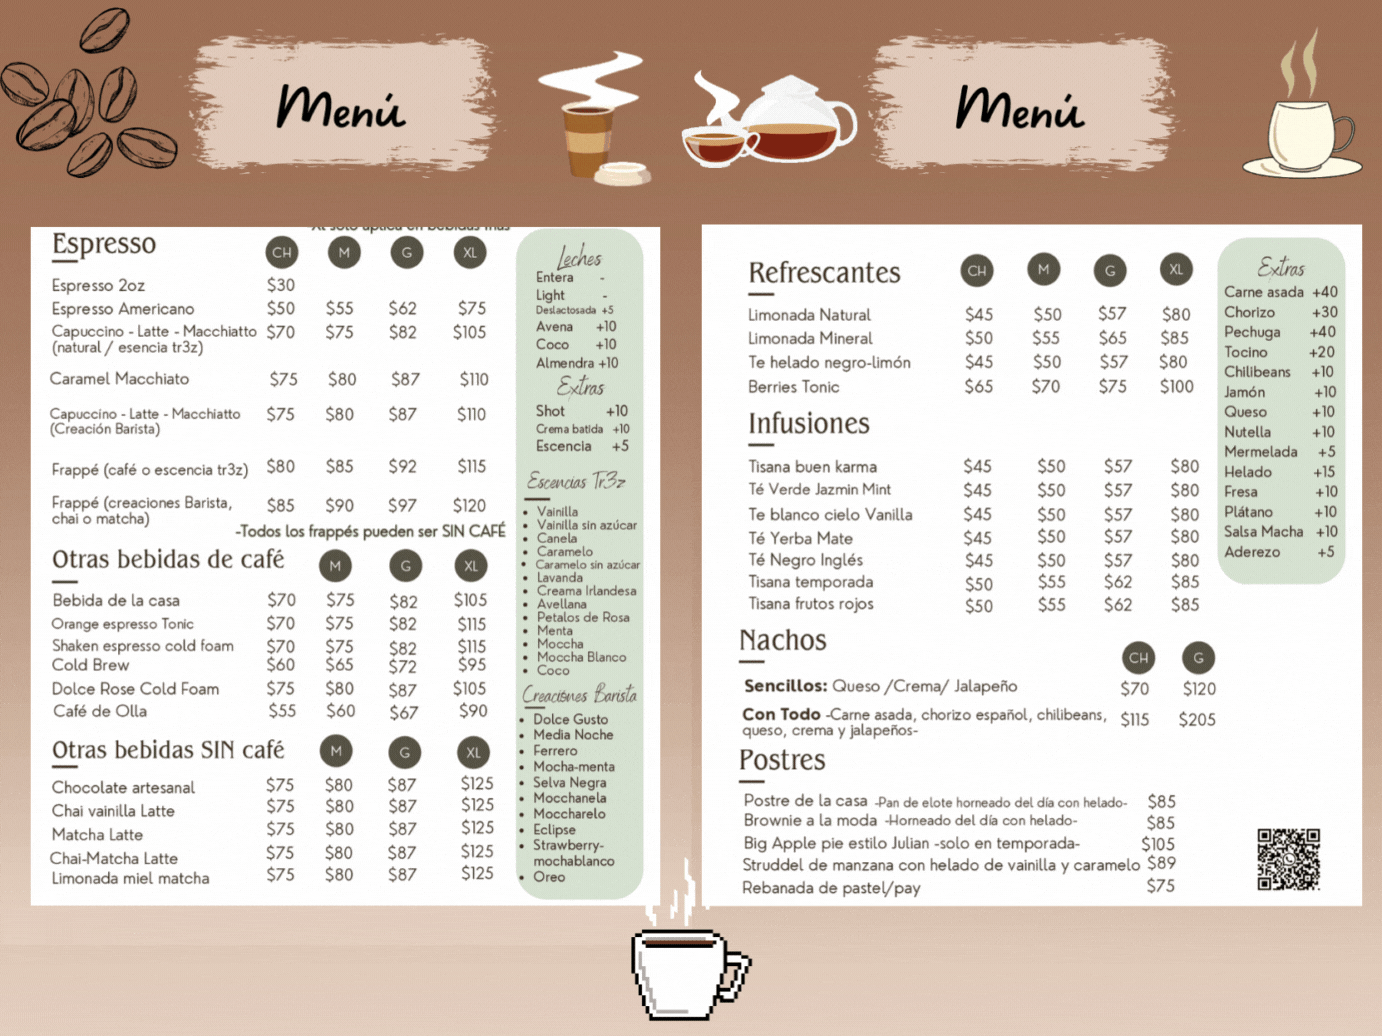 Menú
Menú
Xl solo aplica en bebidas frías
Espresso
CH M G XL
Espresso 2oz $30
Espresso Americano $50 $55 $62 $75
Capuccino - Latte - Macchiatto $70 $75 $82 $105
(natural / esencia tr3z)
Caramel Macchiato $75 $80 $87 $110
Capuccino - Latte - Macchiatto $75 $80 $87 $110
(Creación Barista)
Frappé (café o escencia tr3z) $80 $85 $92 $115
Frappé (creaciones Barista, $85 $90 $97 $120
chai o matcha)
-Todos los frappés pueden ser SIN CAFÉ
Otras bebidas de café M G XL
Bebida de la casa $70 $75 $82 $105
Orange espresso Tonic $70 $75 $82 $115
Shaken espresso cold foam $70 $75 $82 $115
Cold Brew $60 $65 $72 $95
Dolce Rose Cold Foam $75 $80 $87 $105
Café de Olla $55 $60 $67 $90
Otras bebidas SIN café M G XL
Chocolate artesanal $75 $80 $87 $125
Chai vainilla Latte $75 $80 $87 $125
Matcha Latte $75 $80 $87 $125
Chai-Matcha Latte $75 $80 $87 $125
Limonada miel matcha $75 $80 $87 $125
Leches
Entera -
Light -
Deslactosada +5
Avena +10
Coco +10
Almendra +10
Extras
Shot +10
Crema batida +10
Escencia +5
Escencias Tr3z
• Vainilla
• Vainilla sin azúcar
• Canela
• Caramelo
• Caramelo sin azúcar
• Lavanda
• Creama Irlandesa
• Avellana
• Petalos de Rosa
• Menta
• Moccha
• Moccha Blanco
• Coco
Creaciones Barista
• Dolce Gusto
• Media Noche
• Ferrero
• Mocha-menta
• Selva Negra
• Mocchanela
• Moccharelo
• Eclipse
• Strawberry-
mochablanco
• Oreo
Refrescantes CH M G XL
Limonada Natural $45 $50 $57 $80
Limonada Mineral $50 $55 $65 $85
Te helado negro-limón $45 $50 $57 $80
Berries Tonic $65 $70 $75 $100
Infusiones
Tisana buen karma $45 $50 $57 $80
Té Verde Jazmin Mint $45 $50 $57 $80
Te blanco cielo Vanilla $45 $50 $57 $80
Té Yerba Mate $45 $50 $57 $80
Té Negro Inglés $45 $50 $57 $80
Tisana temporada $50 $55 $62 $85
Tisana frutos rojos $50 $55 $62 $85
Nachos
CH G
Sencillos: Queso /Crema/ Jalapeño $70 $120
Con Todo -Carne asada, chorizo español, chilibeans, $115 $205
queso, crema y jalapeños-
Postres
Postre de la casa -Pan de elote horneado del día con helado- $85
Brownie a la moda -Horneado del día con helado- $85
Big Apple pie estilo Julian -solo en temporada- $105
Struddel de manzana con helado de vainilla y caramelo $89
Rebanada de pastel/pay $75
Extras
Carne asada +40
Chorizo +30
Pechuga +40
Tocino +20
Chilibeans +10
Jamón +10
Queso +10
Nutella +10
Mermelada +5
Helado +15
Fresa +10
Plátano +10
Salsa Macha +10
Aderezo +5